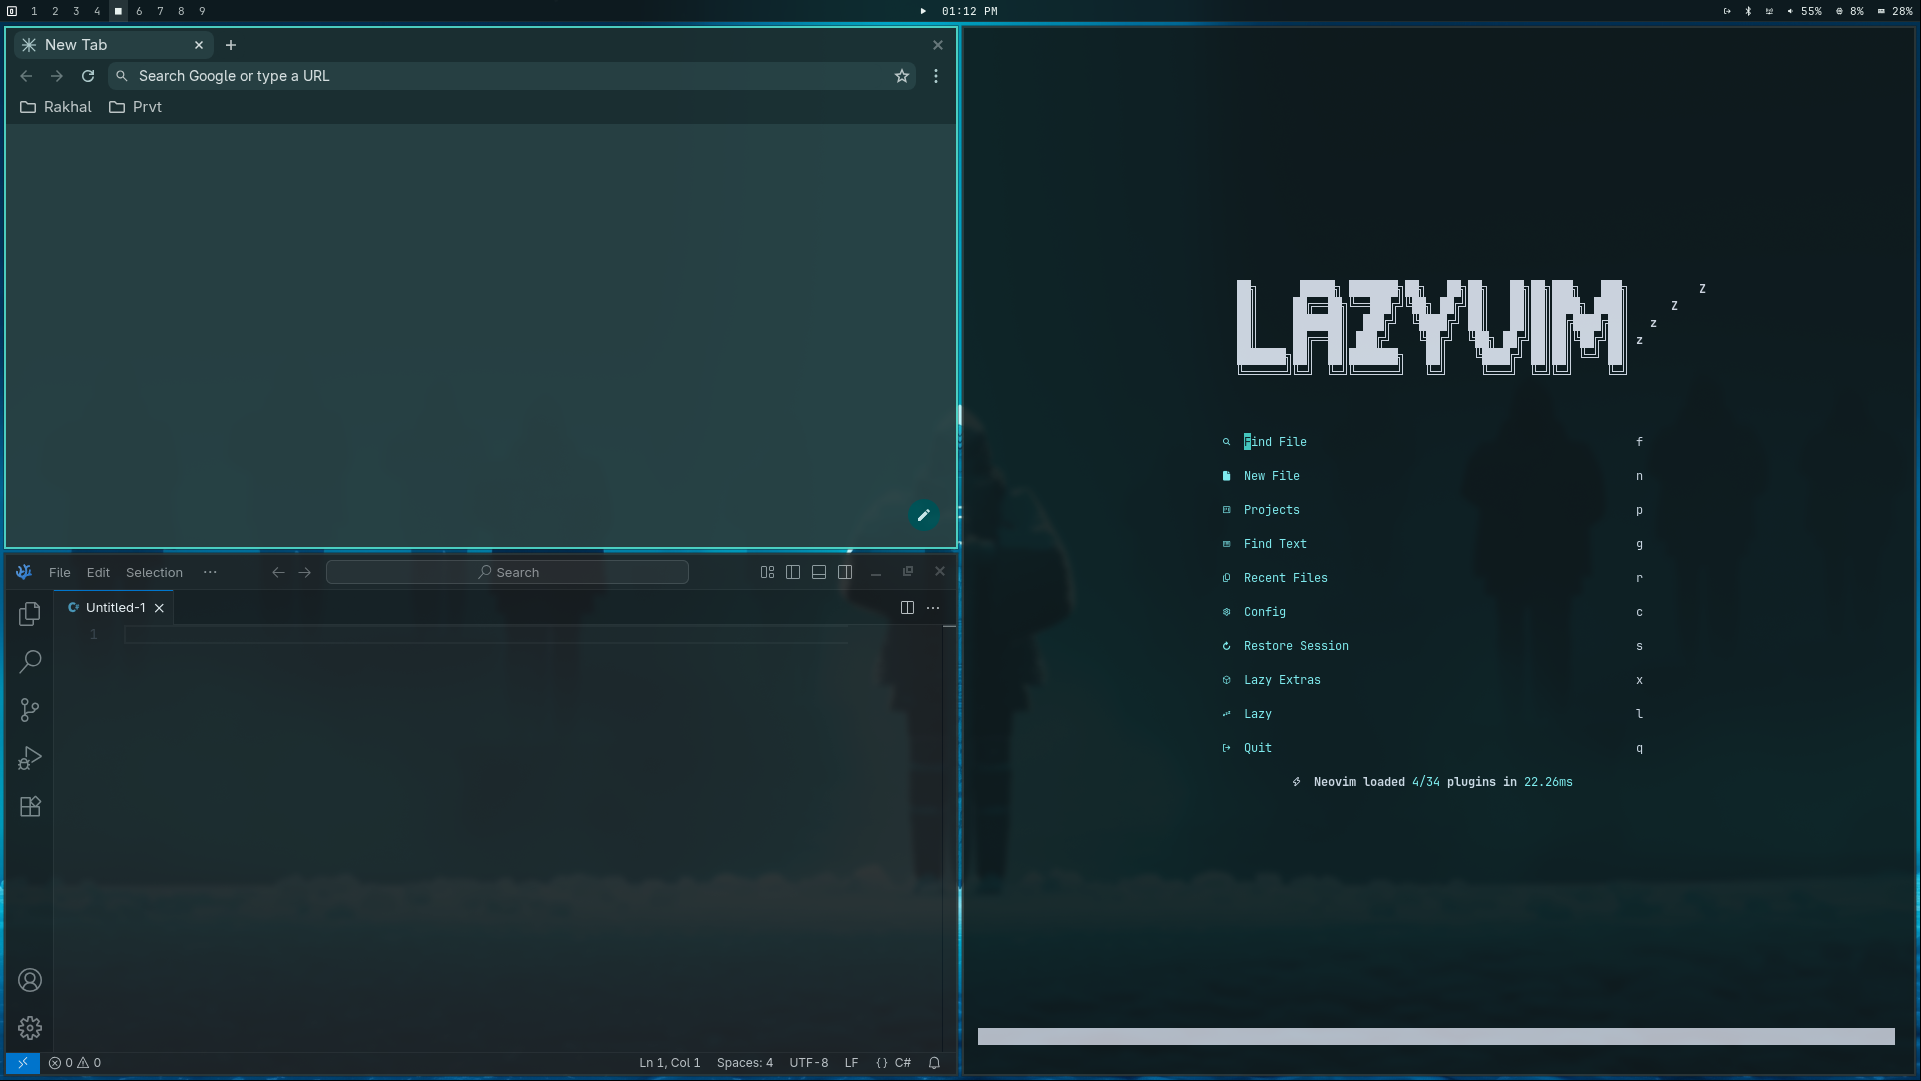 1 2 3 4 6 7 8 9
01:12 PM
55% 8% 28%
New Tab
Search Google or type a URL
Rakhal Prvt
File Edit Selection ··· Search
Untitled-1
1
0 0
Ln 1, Col 1 Spaces: 4 UTF-8 LF {} C#
LAZYVIM
Z
Z
z
z
Find File f
New File n
Projects p
Find Text g
Recent Files r
Config c
Restore Session s
Lazy Extras x
Lazy l
Quit q
Neovim loaded 4/34 plugins in 22.26ms